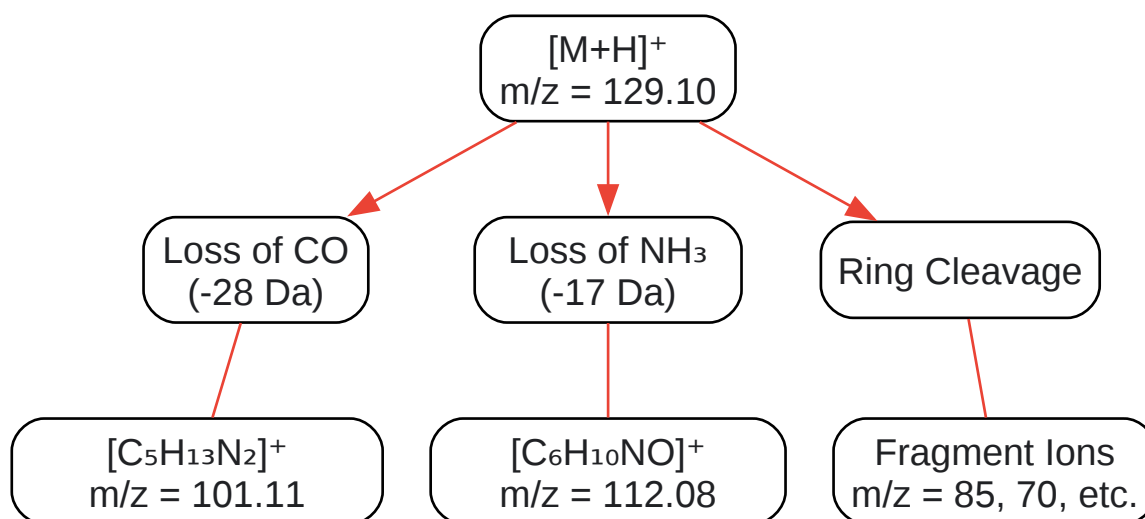 [M+H]⁺
m/z = 129.10
Loss of CO
(-28 Da)
Loss of NH₃
(-17 Da)
Ring Cleavage
[C₅H₁₃N₂]⁺
m/z = 101.11
[C₆H₁₀NO]⁺
m/z = 112.08
Fragment Ions
m/z = 85, 70, etc.